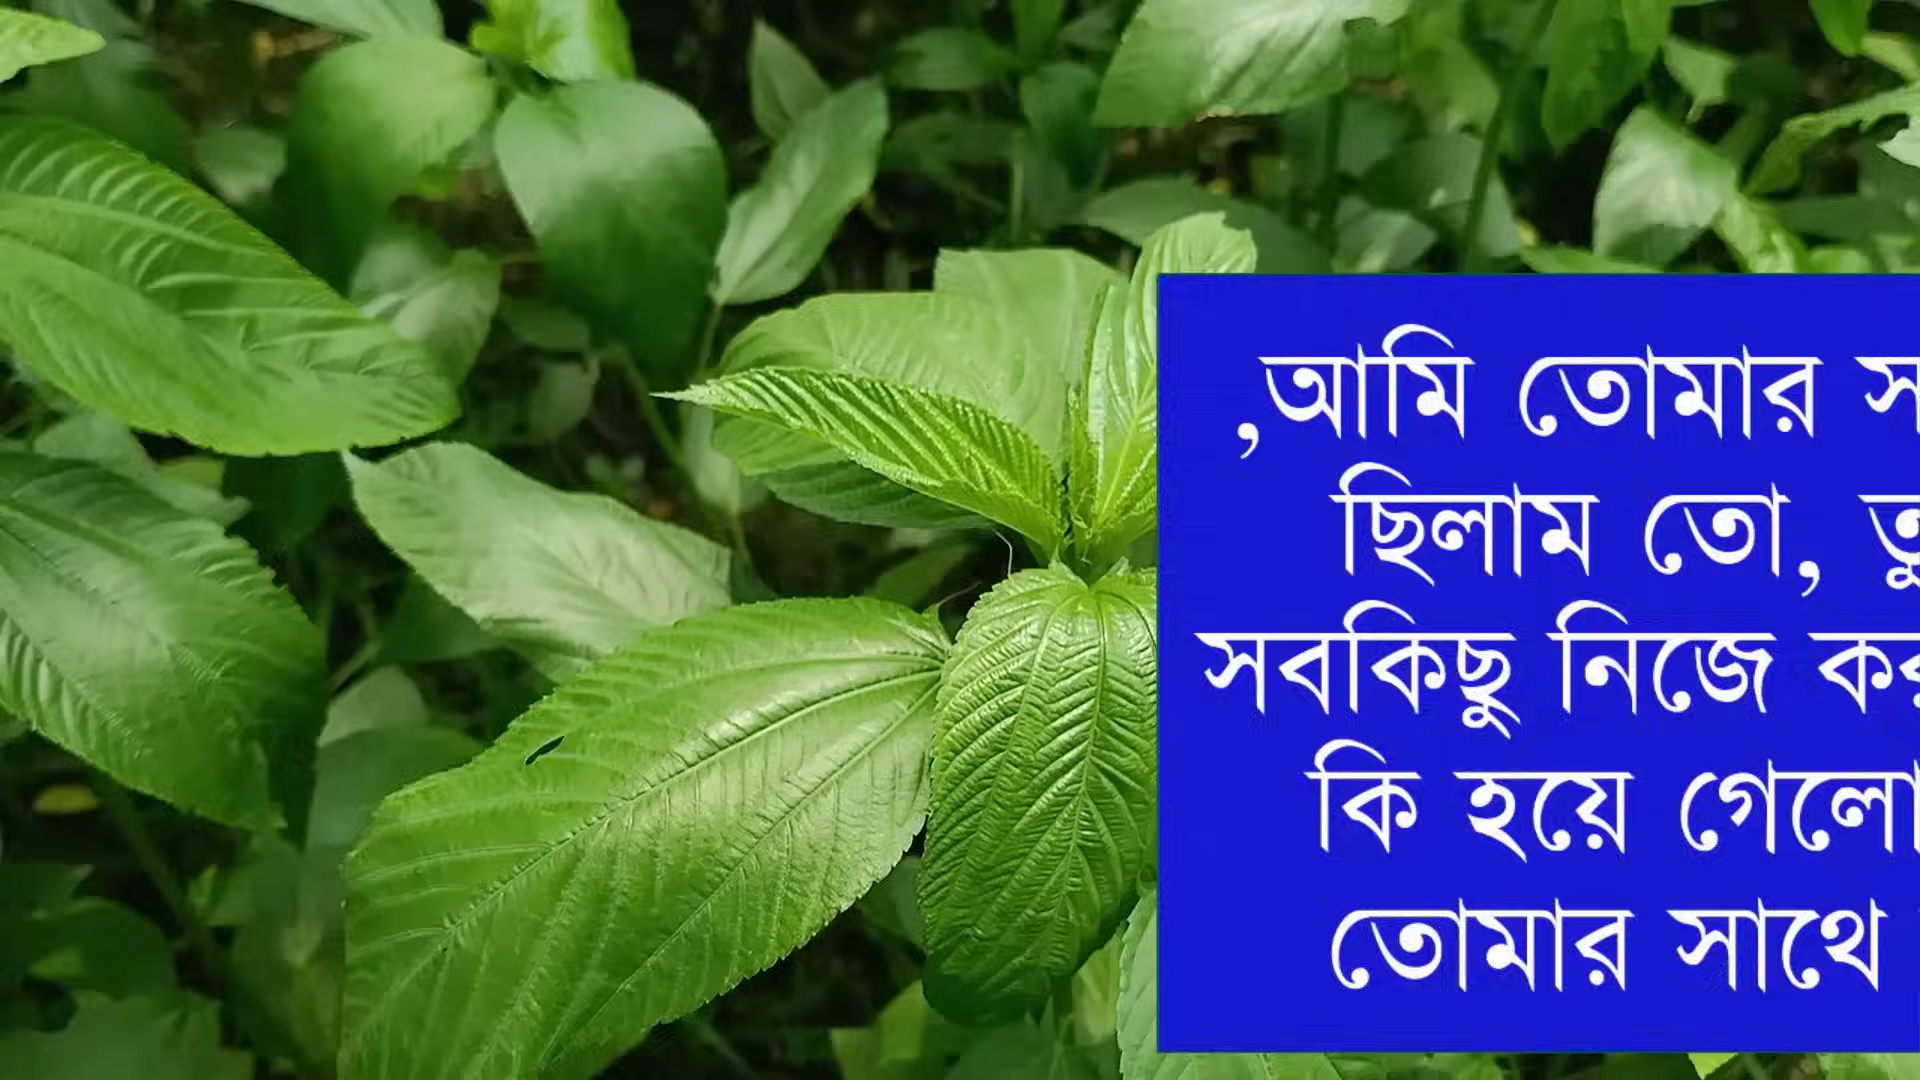 ,আমি তোমার
ছিলাম তো,
সবকিছু নিজে
কি হয়ে গেলো
তোমার সাথে